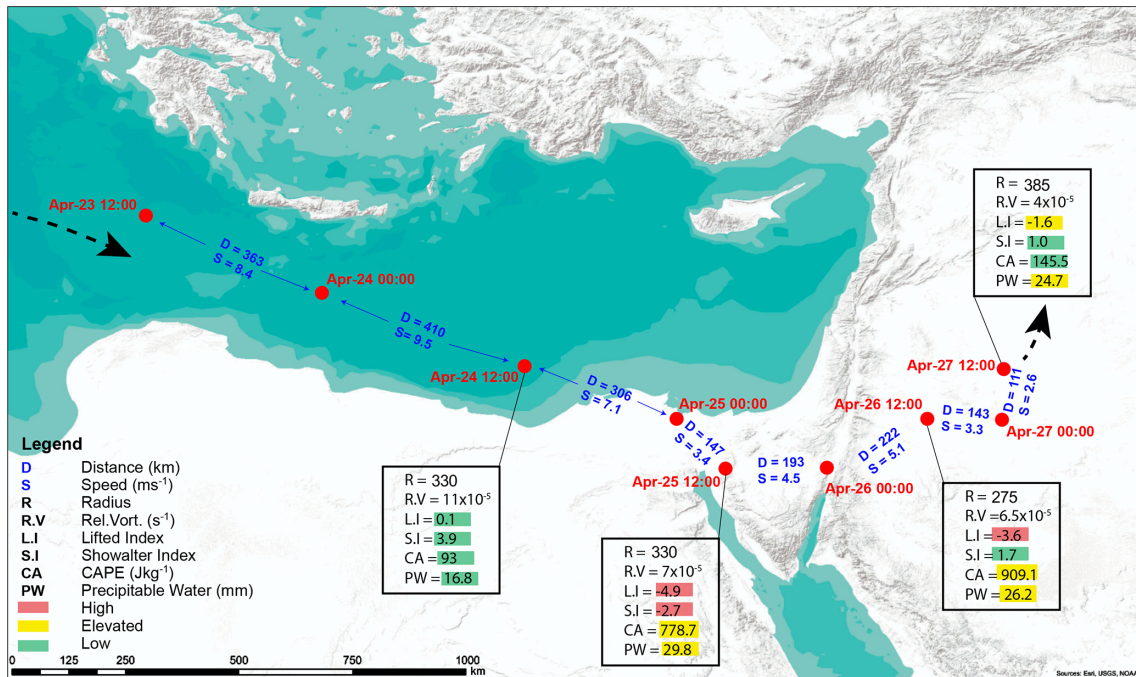 Apr-23 12:00
D = 363
S = 8.4
Apr-24 00:00
D = 410
S= 9.5
Apr-24 12:00
D = 306
S = 7.1
Apr-25 00:00
D = 147
S = 3.4
Apr-25 12:00
D = 193
S = 4.5
Apr-26 00:00
D = 222
S = 5.1
Apr-26 12:00
D = 143
S = 3.3
Apr-27 00:00
D = 111
S = 2.6
Apr-27 12:00
R = 385
R.V = 4x10⁻⁵
L.I = -1.6
S.I = 1.0
CA = 145.5
PW = 24.7
R = 330
R.V = 11x10⁻⁵
L.I = 0.1
S.I = 3.9
CA = 93
PW = 16.8
R = 330
R.V = 7x10⁻⁵
L.I = -4.9
S.I = -2.7
CA = 778.7
PW = 29.8
R = 275
R.V =6.5x10⁻⁵
L.I = -3.6
S.I = 1.7
CA = 909.1
PW = 26.2
Legend
D Distance (km)
S Speed (ms⁻¹)
R Radius
R.V Rel.Vort. (s⁻¹)
L.I Lifted Index
S.I Showalter Index
CA CAPE (Jkg⁻¹)
PW Precipitable Water (mm)
High
Elevated
Low
0 125 250 500 750 1000
km
Sources: Esri, USGS, NOAA